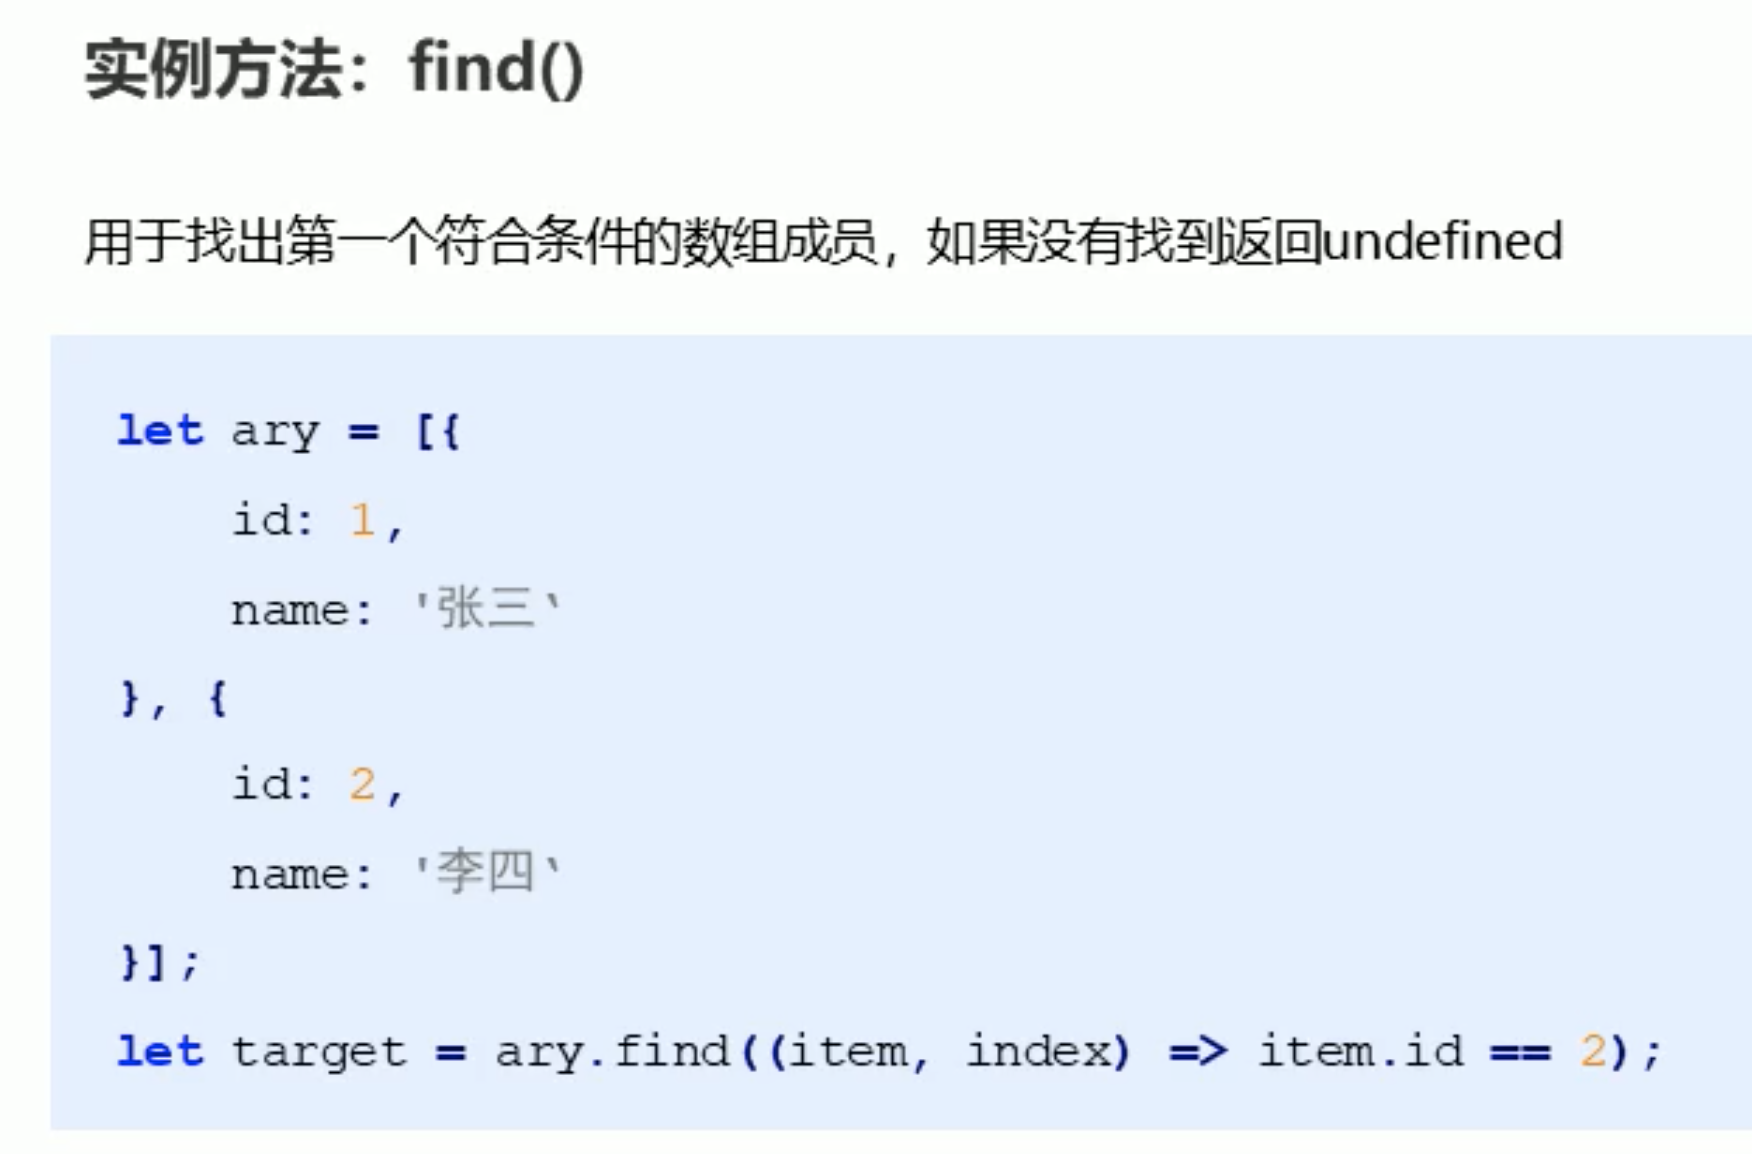 实例方法：find()
用于找出第一个符合条件的数组成员，如果没有找到返回undefined
let ary = [{
    id: 1,
    name: '张三‵
}, {
    id: 2,
    name: '李四‵
}];
let target = ary.find((item, index) => item.id == 2);